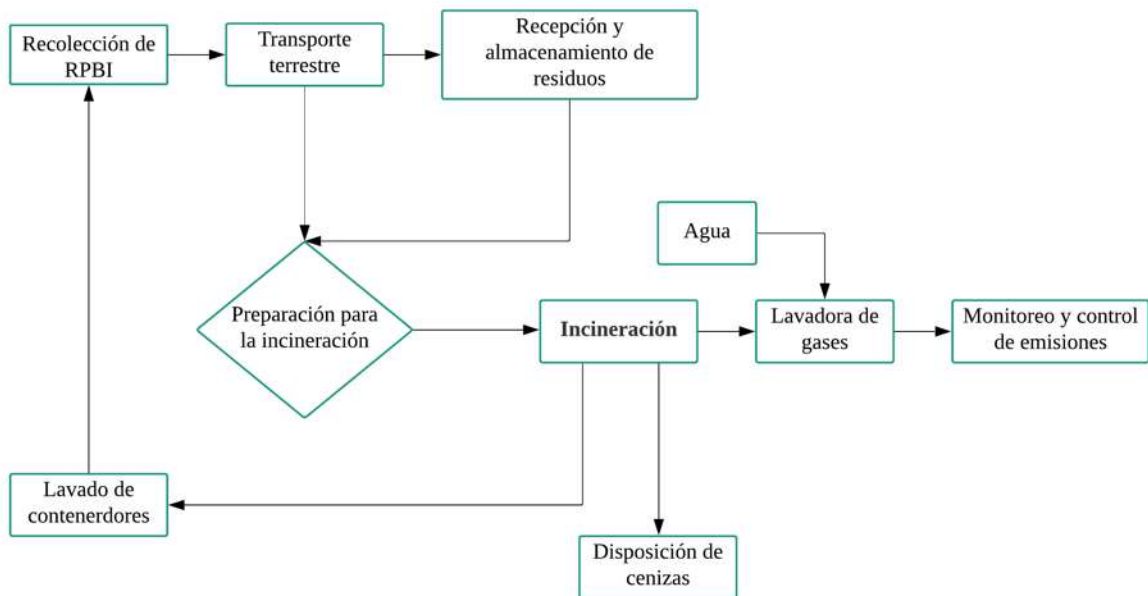 Recolección de
RPBI
Transporte
terrestre
Recepción y
almacenamiento de
residuos
Agua
Preparación para
la incineración
Incineración
Lavadora de
gases
Monitoreo y control
de emisiones
Lavado de
contenerdores
Disposición de
cenizas